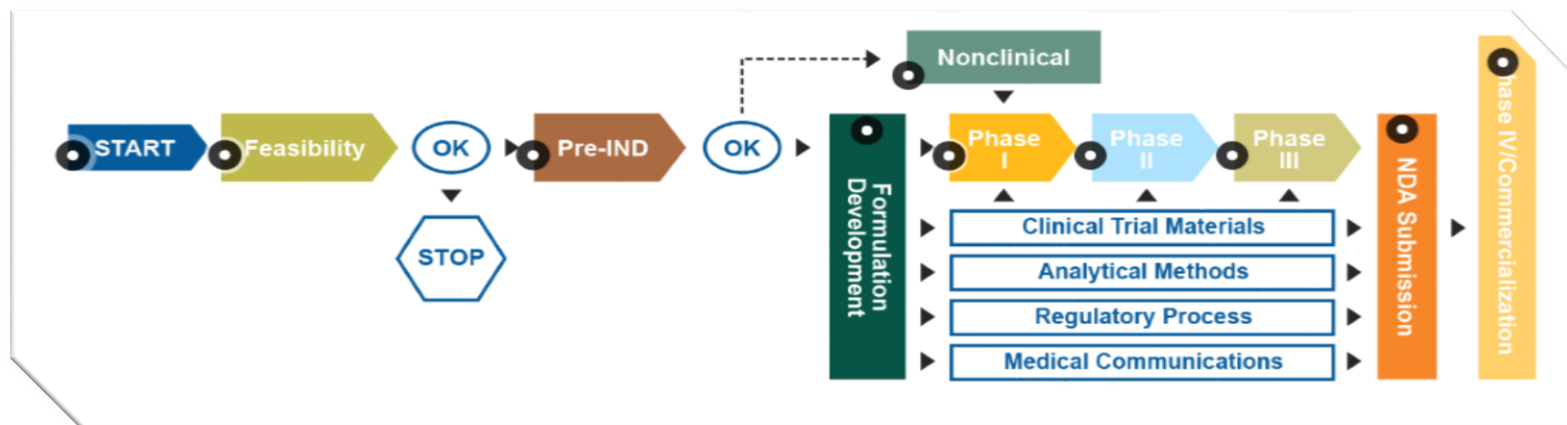 START
Feasibility
OK
STOP
Pre-IND
OK
Nonclinical
Formulation
Development
Phase
I
Phase
II
Phase
III
Clinical Trial Materials
Analytical Methods
Regulatory Process
Medical Communications
NDA Submission
hase IV/Commercialization